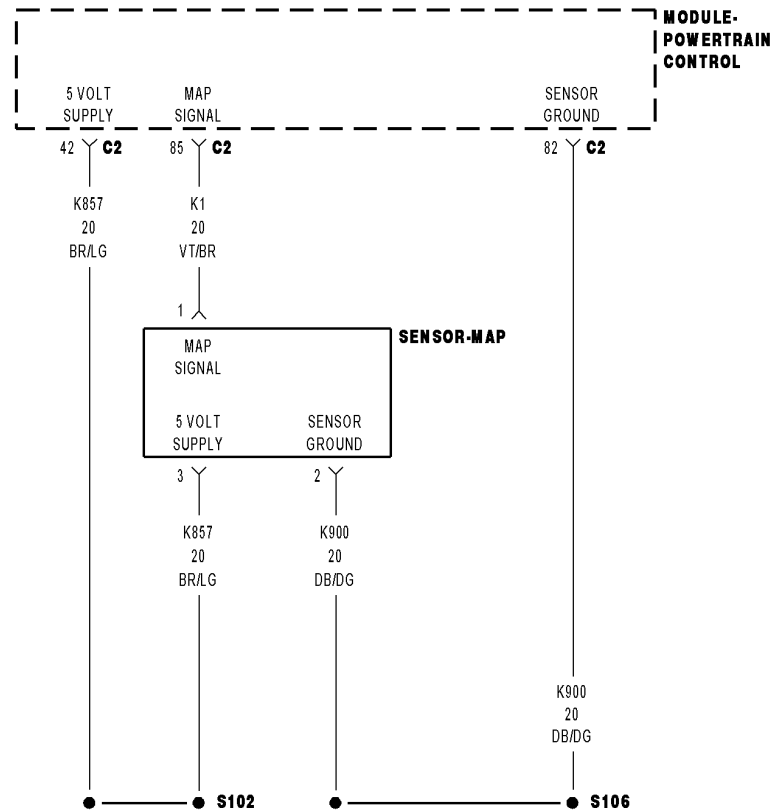 MODULE-
POWERTRAIN
CONTROL
5 VOLT
SUPPLY
MAP
SIGNAL
SENSOR
GROUND
42 C2
85 C2
82 C2
K857
20
BR/LG
K1
20
VT/BR
1
SENSOR-MAP
MAP
SIGNAL
5 VOLT
SUPPLY
SENSOR
GROUND
3
2
K857
20
BR/LG
K900
20
DB/DG
K900
20
DB/DG
S102
S106